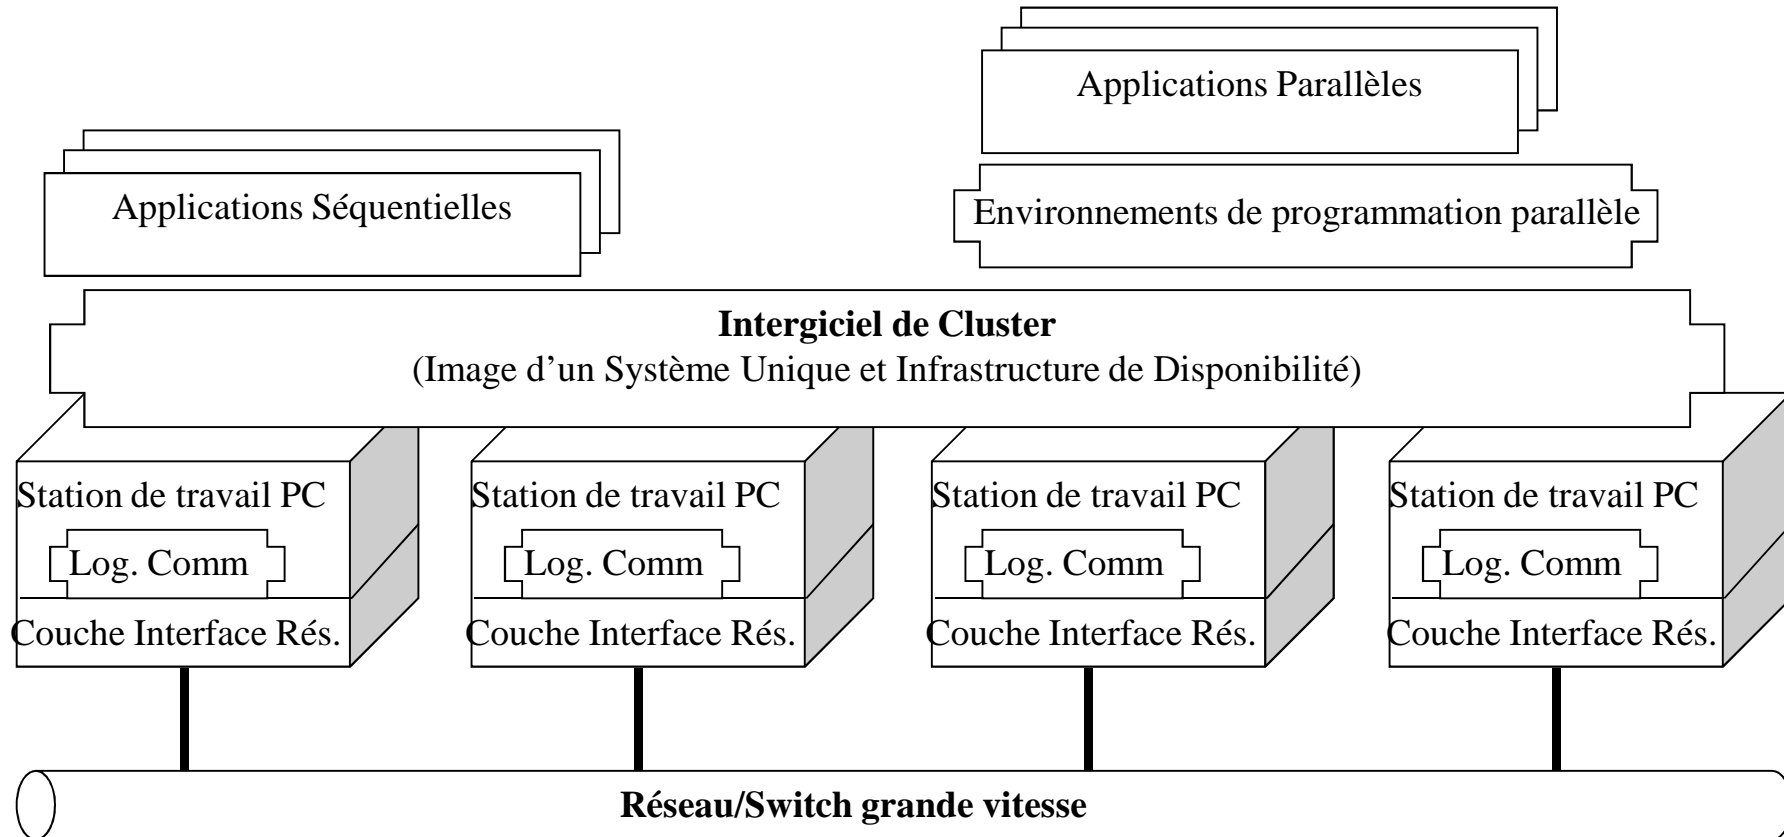 Applications Parallèles
Applications Séquentielles
Environnements de programmation parallèle
Intergiciel de Cluster
(Image d’un Système Unique et Infrastructure de Disponibilité)
Station de travail PC
Station de travail PC
Station de travail PC
Station de travail PC
Log. Comm
Log. Comm
Log. Comm
Log. Comm
Couche Interface Rés.
Couche Interface Rés.
Couche Interface Rés.
Couche Interface Rés.
Réseau/Switch grande vitesse